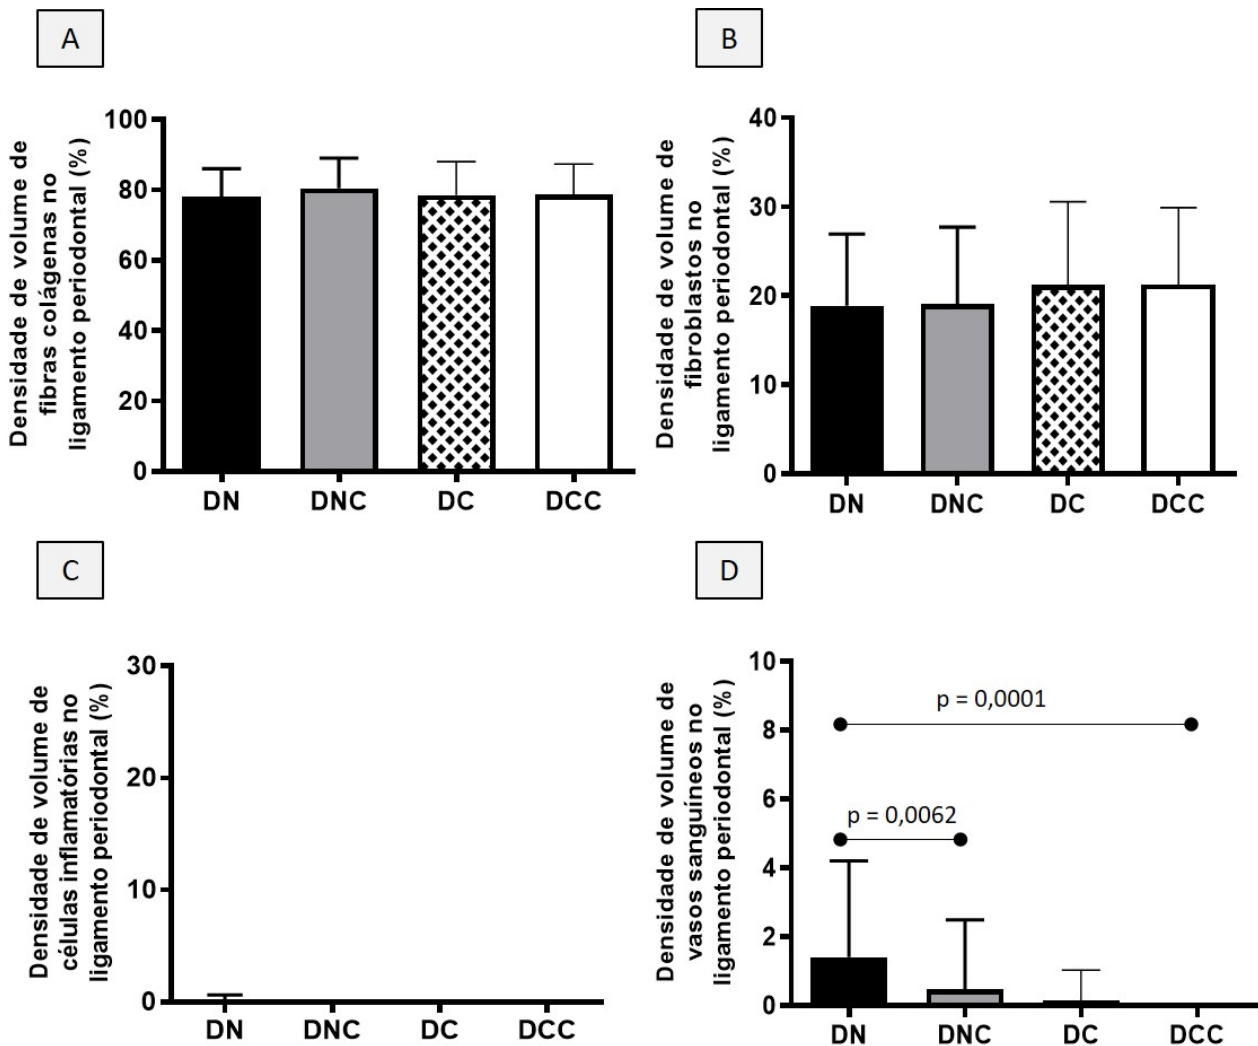 A
Densidade de volume de
fibras colágenas no
ligamento periodontal (%)
100
80
60
40
20
0
DN DNC DC DCC
B
Densidade de volume de
fibroblastos no
ligamento periodontal (%)
40
30
20
10
0
DN DNC DC DCC
C
Densidade de volume de
células inflamatórias no
ligamento periodontal (%)
30
20
10
0
DN DNC DC DCC
D
Densidade de volume de
vasos sanguíneos no
ligamento periodontal (%)
10
8
6
4
2
0
p = 0,0001
p = 0,0062
DN DNC DC DCC